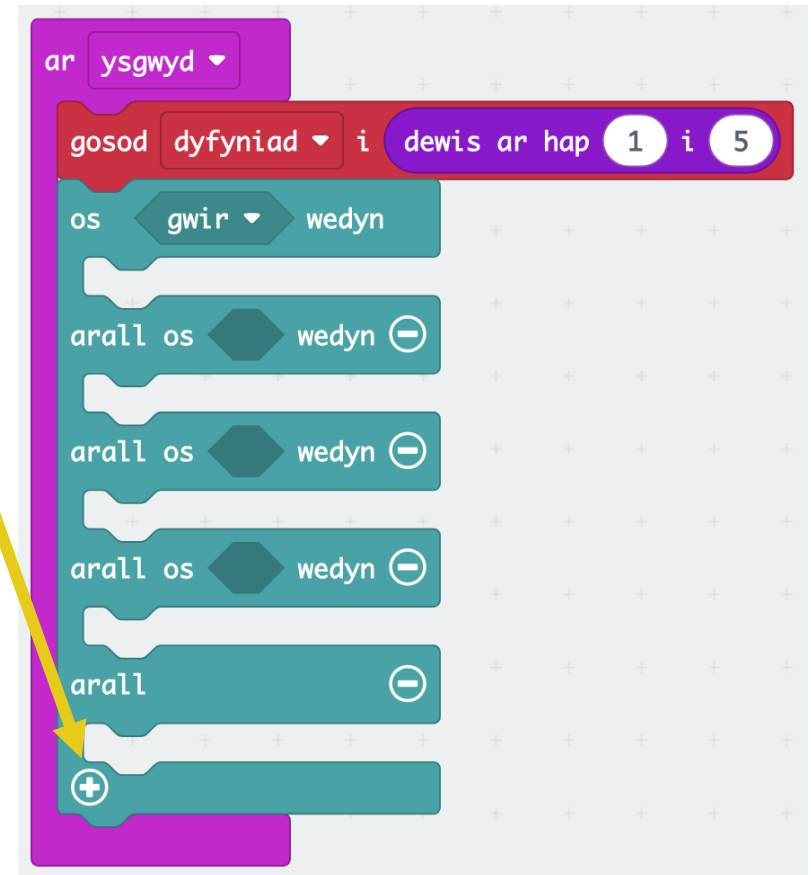 ar ysgwyd
gosod dyfyniad i dewis ar hap 1 i 5
os gwir wedyn
arall os wedyn
arall os wedyn
arall os wedyn
arall